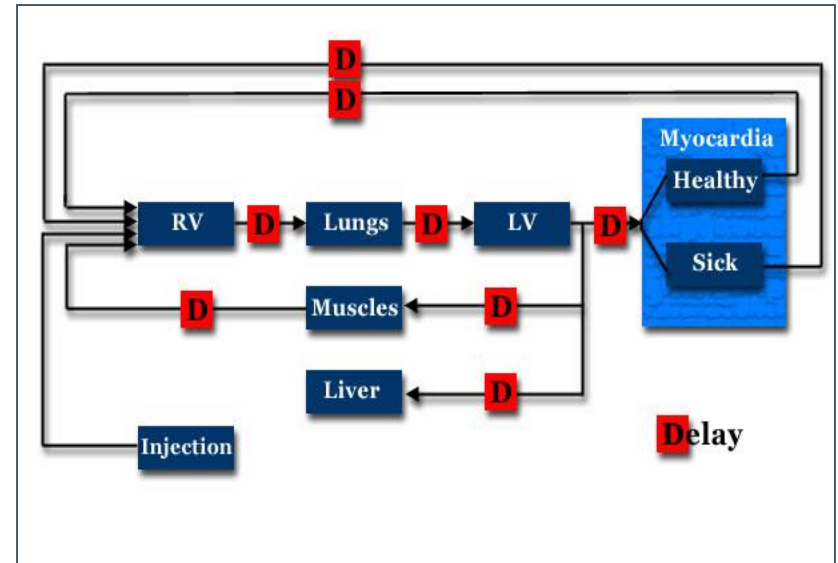 D
D
Myocardia
Healthy
RV
D
Lungs
D
LV
D
Sick
D
Muscles
D
Liver
D
Injection
Delay